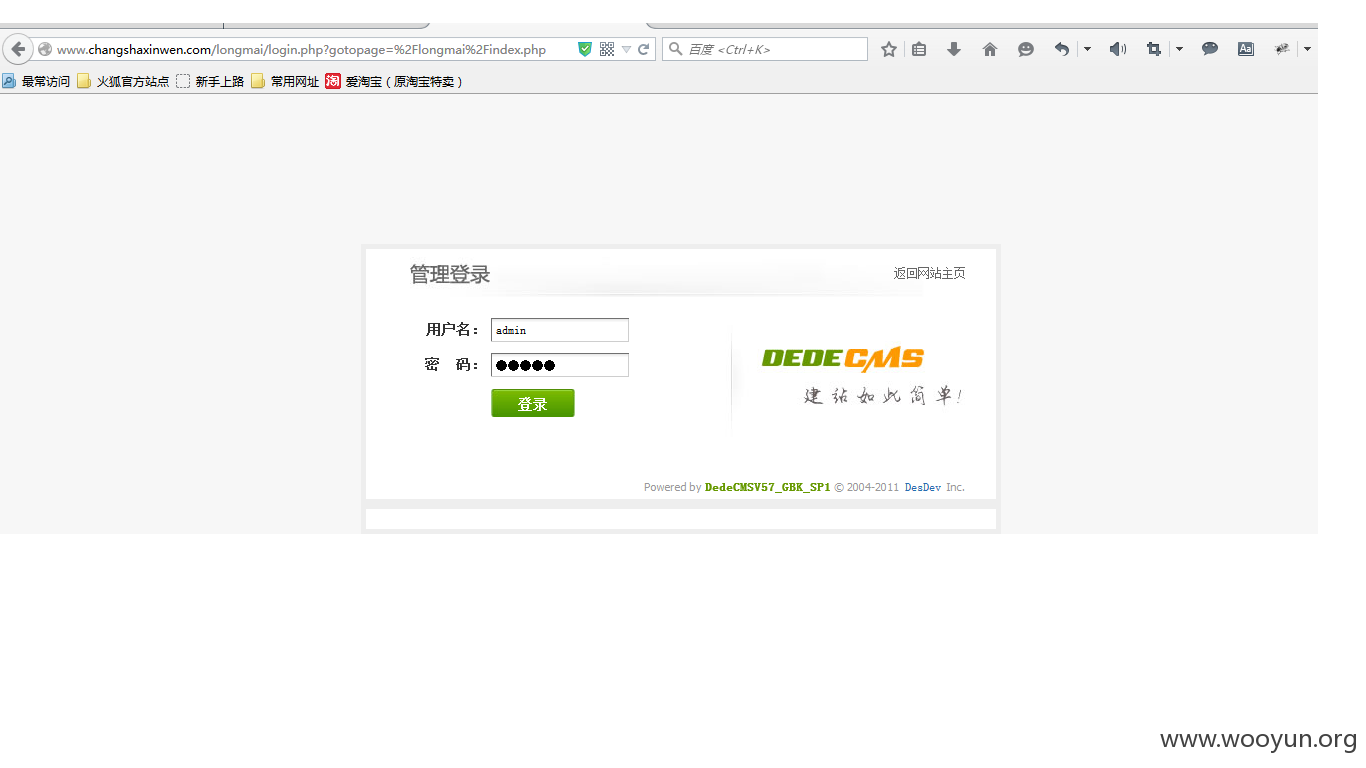 www.changshaxinwen.com/longmai/login.php?gotopage=%2Flongmai%2Findex.php
百度 <Ctrl+K>
最常访问 火狐官方站点 新手上路 常用网址 淘 爱淘宝（原淘宝特卖）
管理登录 返回网站主页
用户名： admin
密 码： ●●●●●
登录
DEDECMS
建站如此简单!
Powered by DedeCMSV57_GBK_SP1 © 2004-2011 DesDev Inc.
www.wooyun.org